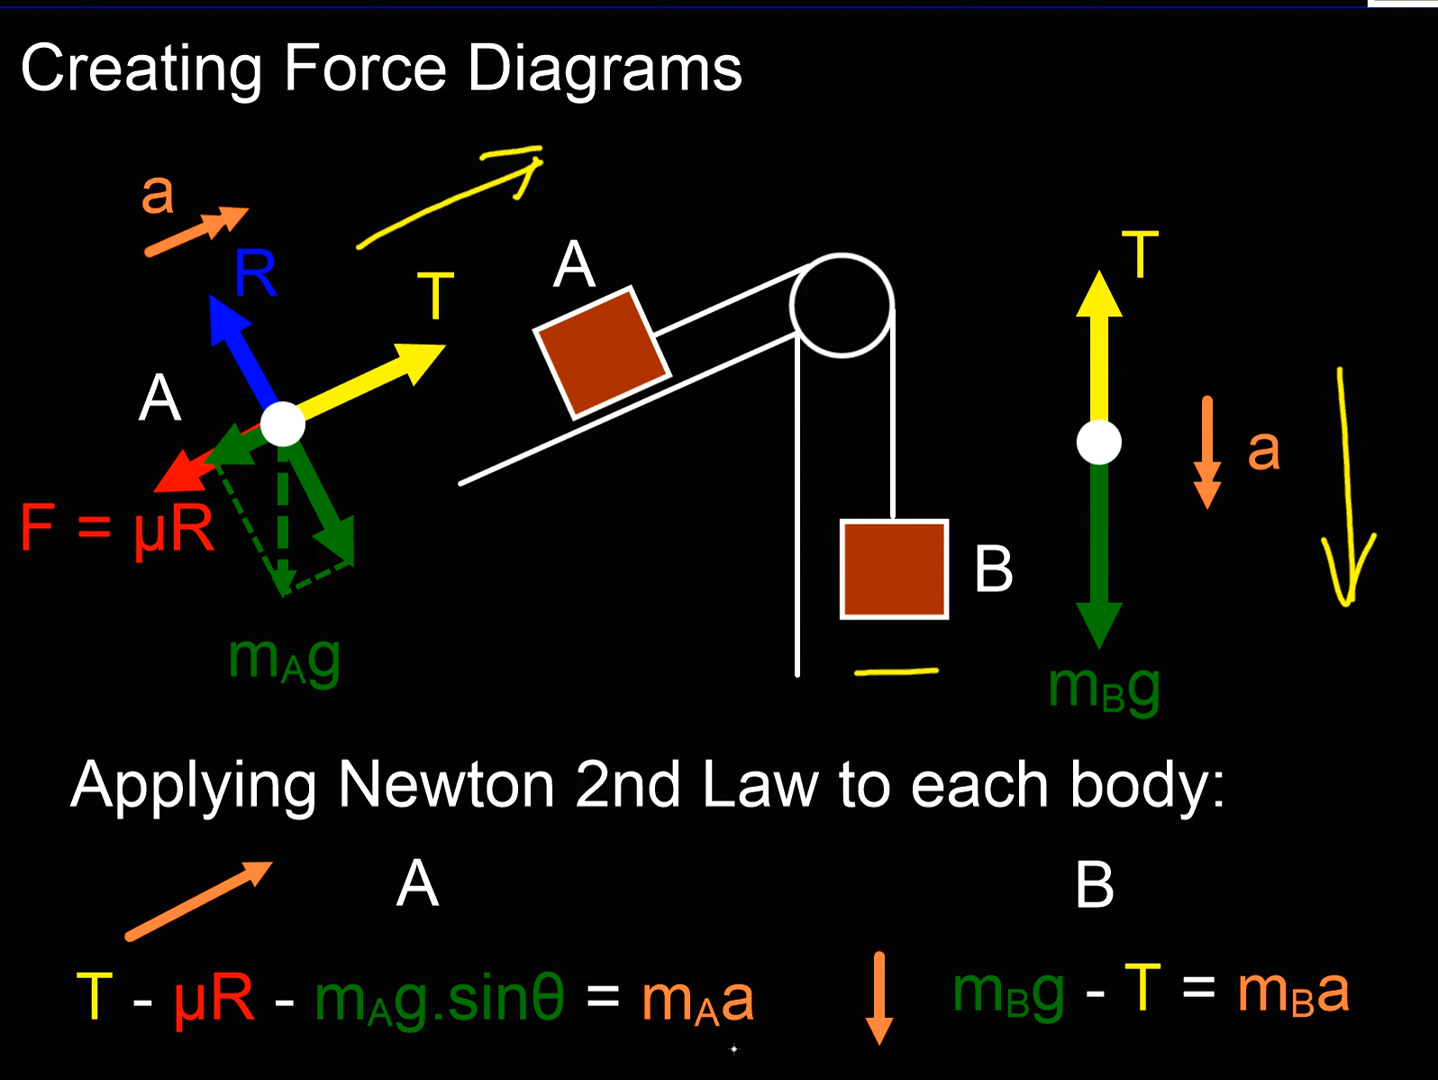 Creating Force Diagrams
a
R
T
A
A
F = μR
mAg
B
T
a
mBg
Applying Newton 2nd Law to each body:
A
B
T - μR - mAg.sinθ = mAa
mBg - T = mBa